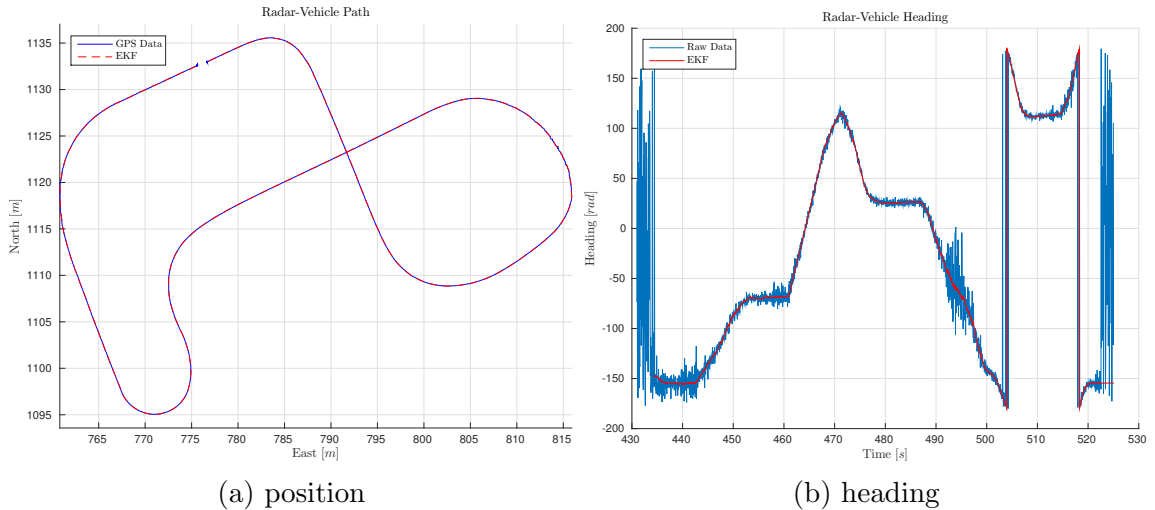 Radar-Vehicle Path
GPS Data
EKF
1135
1130
1125
1120
1115
1110
1105
1100
1095
North [m]
765 770 775 780 785 790 795 800 805 810 815
East [m]
(a) position
Radar-Vehicle Heading
Raw Data
EKF
200
150
100
50
0
-50
-100
-150
-200
Heading [rad]
430 440 450 460 470 480 490 500 510 520 530
Time [s]
(b) heading